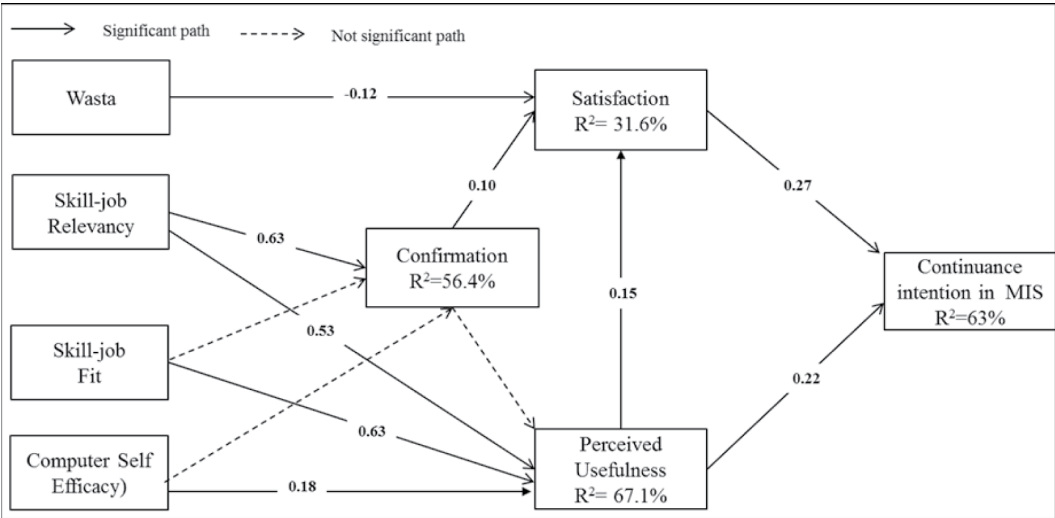 Significant path
Not significant path
Wasta
-0.12
Satisfaction
R²= 31.6%
Skill-job
Relevancy
0.63
0.10
0.27
Confirmation
R²=56.4%
Continuance
intention in MIS
R²=63%
0.53
0.15
Skill-job
Fit
0.63
0.22
Computer Self
Efficacy)
0.18
Perceived
Usefulness
R²= 67.1%